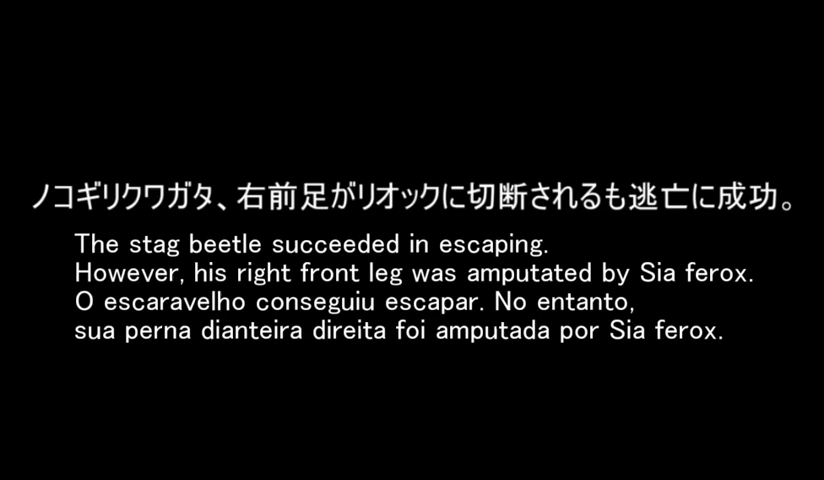 ノコギリクワガタ、右前足がリオックに切断されるも逃亡に成功。
The stag beetle succeeded in escaping.
However, his right front leg was amputated by Sia ferox.
O escaravelho conseguiu escapar. No entanto,
sua perna dianteira direita foi amputada por Sia ferox.